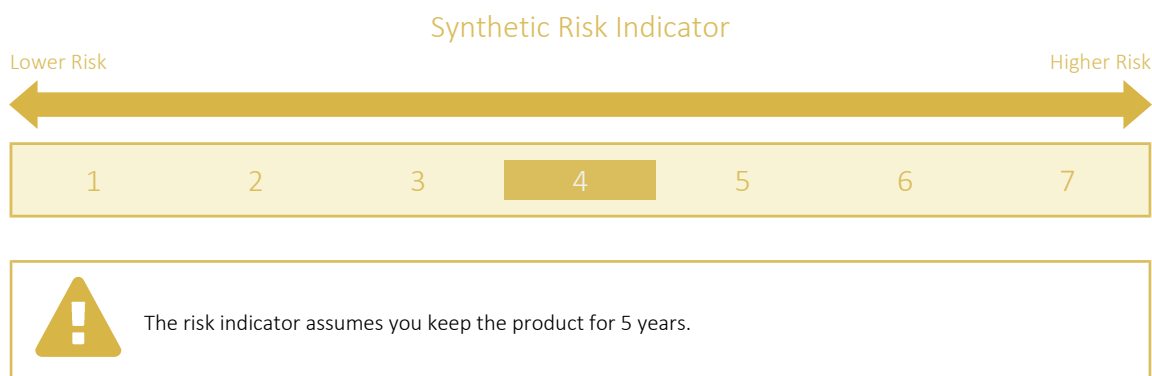 Synthetic Risk Indicator
Lower Risk Higher Risk
1 2 3 4 5 6 7
The risk indicator assumes you keep the product for 5 years.